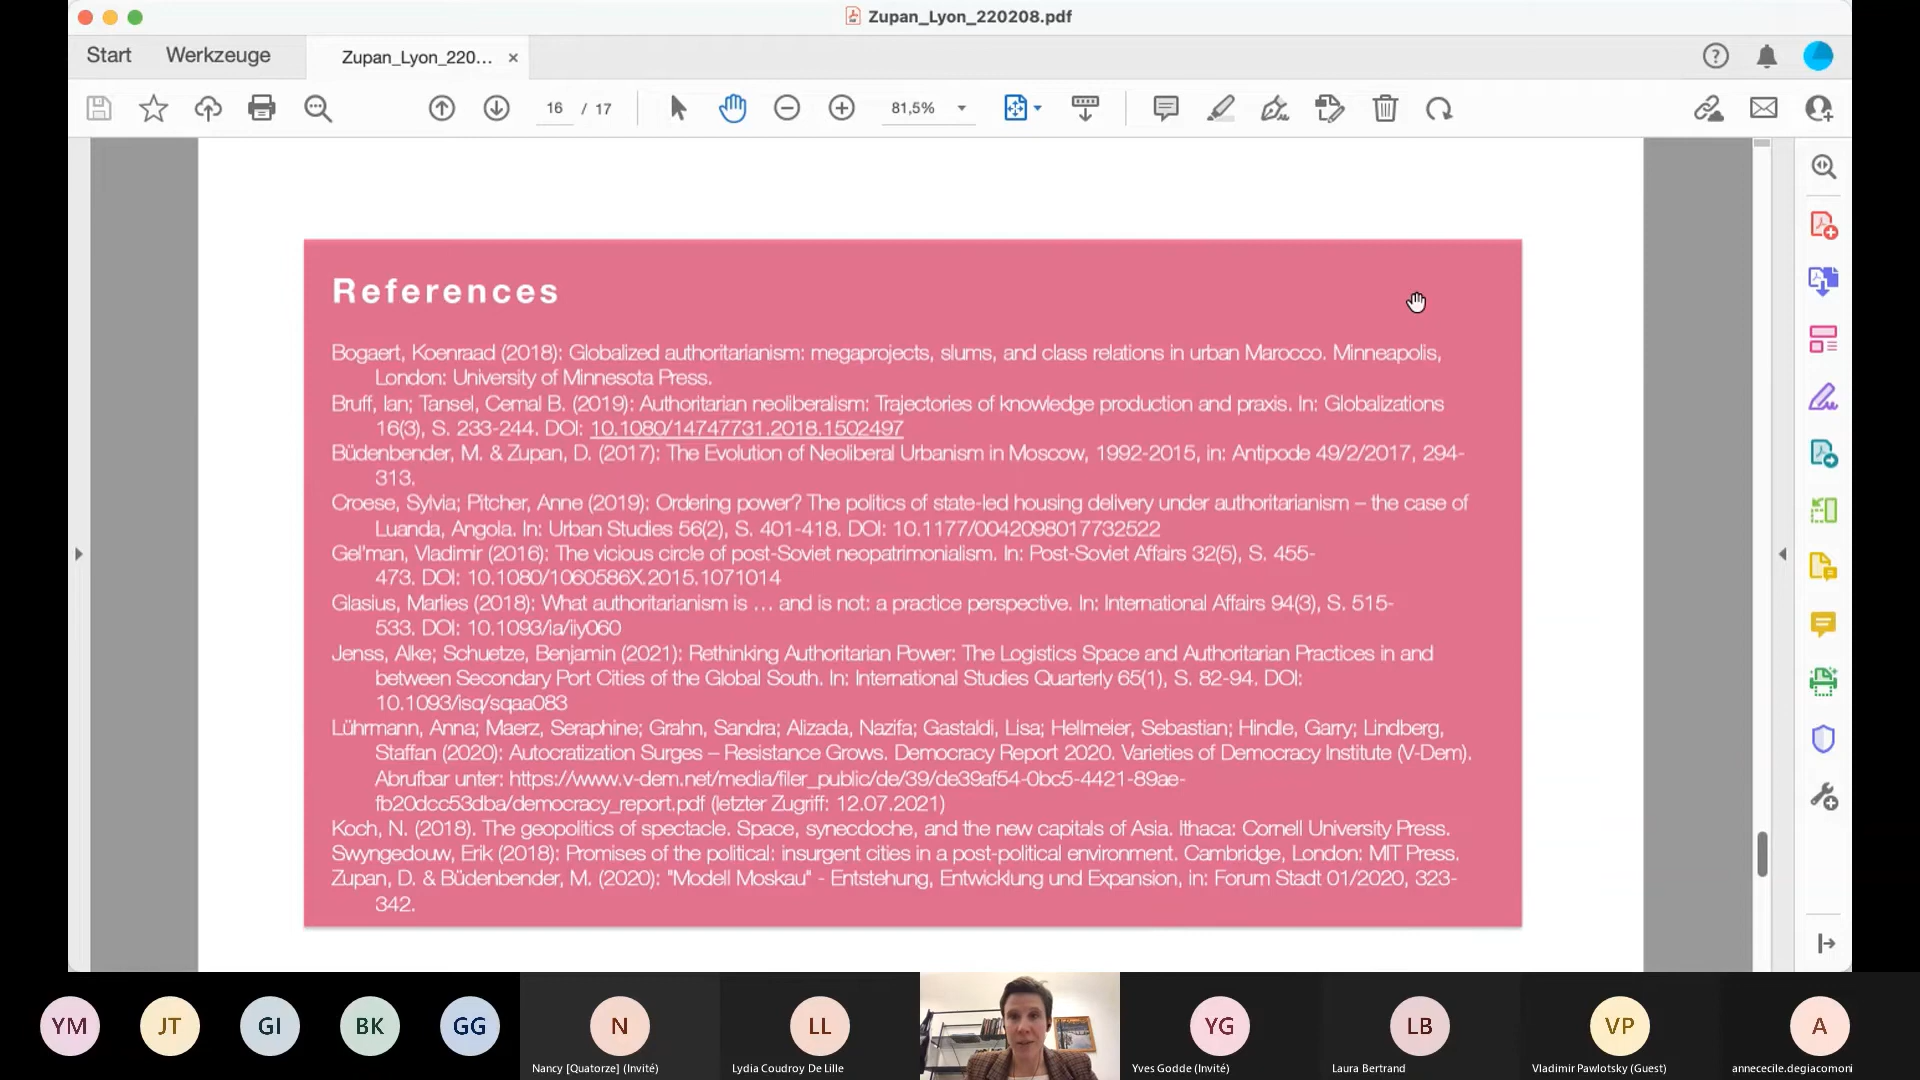 Zupan_Lyon_220208.pdf
Start
Werkzeuge
Zupan_Lyon_220...
16 / 17
81,5%
References
Bogaert, Koenraad (2018): Globalized authoritarianism: megaprojects, slums, and class relations in urban Marocco. Minneapolis,
London: University of Minnesota Press.
Bruff, Ian; Tansel, Cemal B. (2019): Authoritarian neoliberalism: Trajectories of knowledge production and praxis. In: Globalizations
16(3), S. 233-244. DOI: 10.1080/14747731.2018.1502497
Büdenbender, M. & Zupan, D. (2017): The Evolution of Neoliberal Urbanism in Moscow, 1992-2015, in: Antipode 49/2/2017, 294-
313.
Croese, Sylvia; Pitcher, Anne (2019): Ordering power? The politics of state-led housing delivery under authoritarianism – the case of
Luanda, Angola. In: Urban Studies 56(2), S. 401-418. DOI: 10.1177/0042098017732522
Gel'man, Vladimir (2016): The vicious circle of post-Soviet neopatrimonialism. In: Post-Soviet Affairs 32(5), S. 455-
473. DOI: 10.1080/1060586X.2015.1071014
Glasius, Marlies (2018): What authoritarianism is … and is not: a practice perspective. In: International Affairs 94(3), S. 515-
533. DOI: 10.1093/ia/iiy060
Jenss, Alke; Schuetze, Benjamin (2021): Rethinking Authoritarian Power: The Logistics Space and Authoritarian Practices in and
between Secondary Port Cities of the Global South. In: International Studies Quarterly 65(1), S. 82-94. DOI:
10.1093/isq/sqaa083
Lührmann, Anna; Maerz, Seraphine; Grahn, Sandra; Alizada, Nazifa; Gastaldi, Lisa; Hellmeier, Sebastian; Hindle, Garry; Lindberg,
Staffan (2020): Autocratization Surges – Resistance Grows. Democracy Report 2020. Varieties of Democracy Institute (V-Dem).
Abrufbar unter: https://www.v-dem.net/media/filer_public/de/39/de39af54-0bc5-4421-89ae-
fb20dcc53dba/democracy_report.pdf (letzter Zugriff: 12.07.2021)
Koch, N. (2018). The geopolitics of spectacle. Space, synecdoche, and the new capitals of Asia. Ithaca: Cornell University Press.
Swyngedouw, Erik (2018): Promises of the political: insurgent cities in a post-political environment. Cambridge, London: MIT Press.
Zupan, D. & Büdenbender, M. (2020): "Modell Moskau" - Entstehung, Entwicklung und Expansion, in: Forum Stadt 01/2020, 323-
342.
YM
JT
GI
BK
GG
N
LL
YG
LB
VP
A
Nancy [Quatorze] (Invité)
Lydia Coudroy De Lille
Yves Godde (Invité)
Laura Bertrand
Vladimir Pawlotsky (Guest)
annececile.degiacomoni